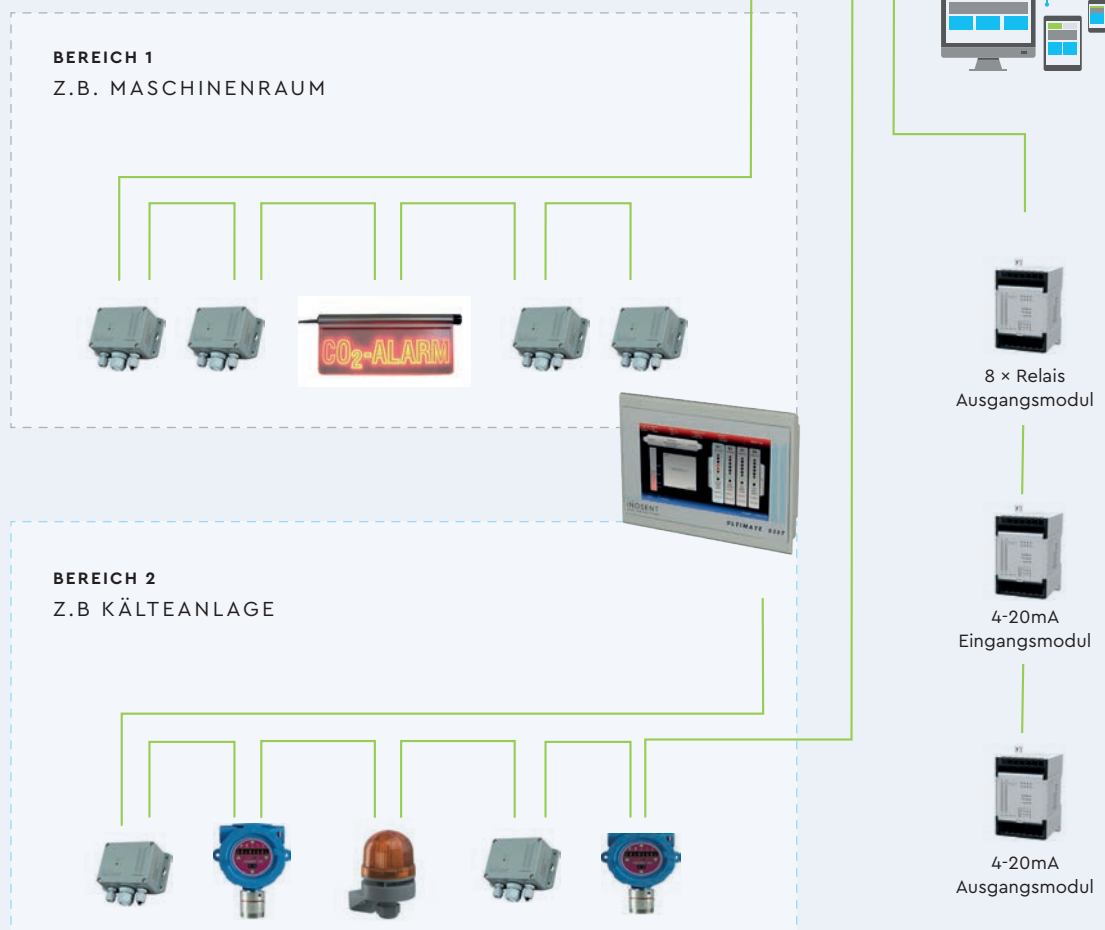 BEREICH 1
Z.B. MASCHINENRAUM
CO₂-ALARM
8 × Relais
Ausgangsmodul
INOSENT
ULTIMATE
BEREICH 2
Z.B KÄLTEANLAGE
4-20mA
Eingangsmodul
4-20mA
Ausgangsmodul